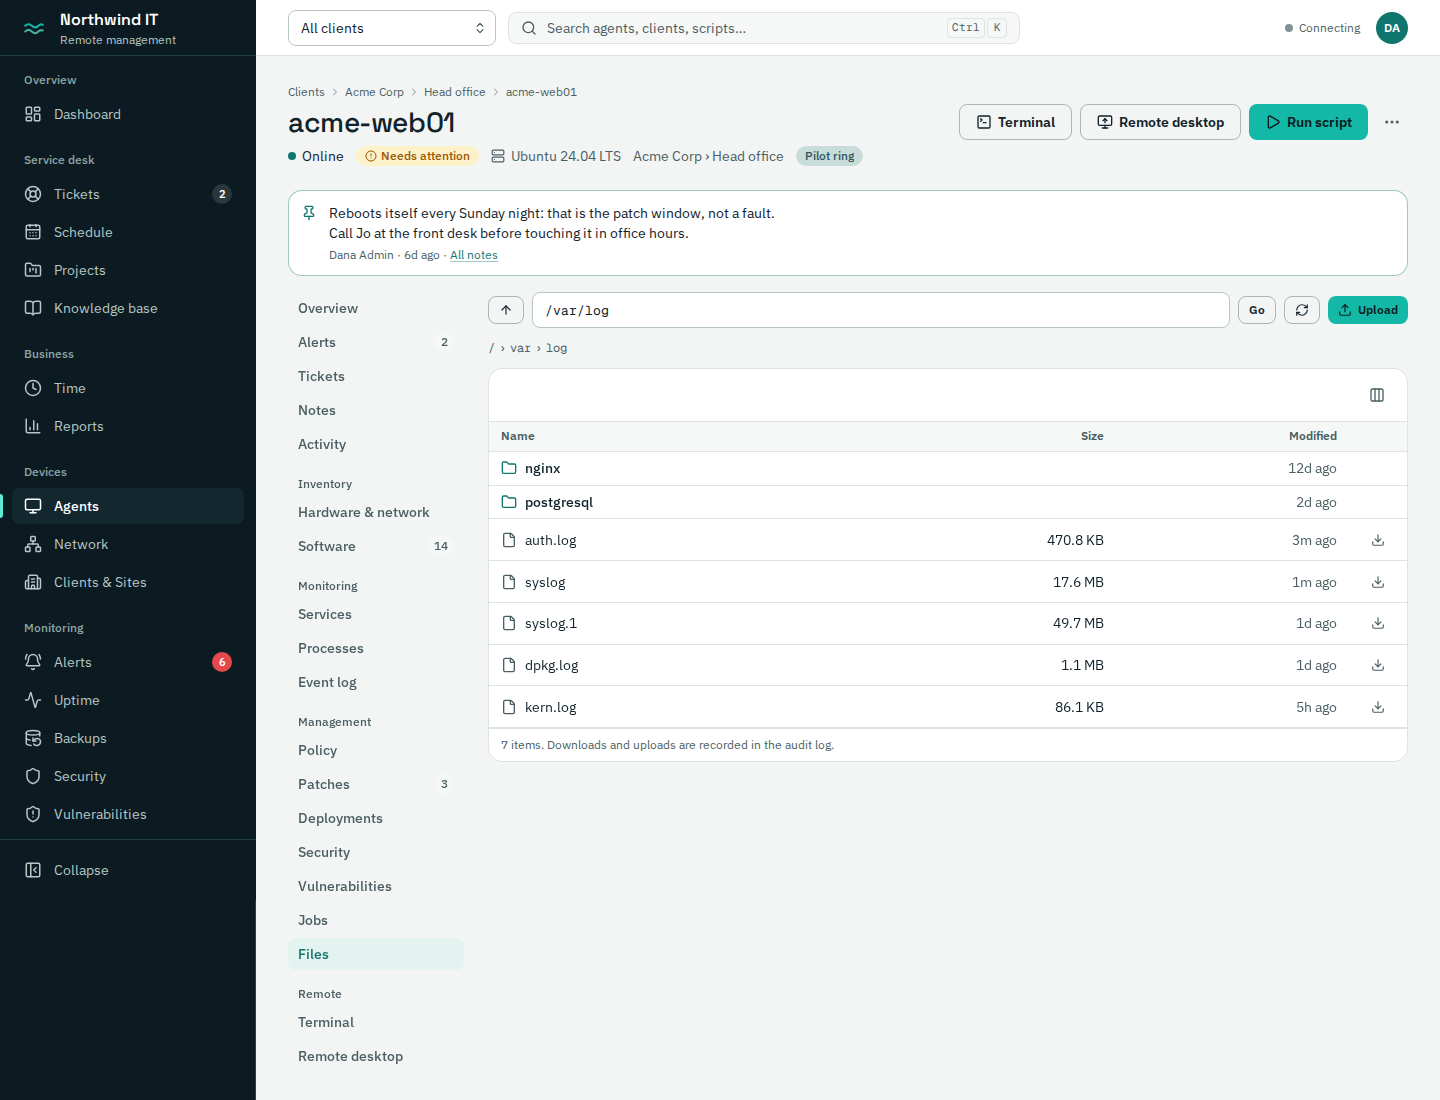 Northwind IT
Remote management
All clients
Search agents, clients, scripts...
Ctrl K
Connecting
DA
Overview
Dashboard
Service desk
Tickets 2
Schedule
Projects
Knowledge base
Business
Time
Reports
Devices
Agents
Network
Clients & Sites
Monitoring
Alerts 6
Uptime
Backups
Security
Vulnerabilities
Collapse
Clients > Acme Corp > Head office > acme-web01
acme-web01
Terminal
Remote desktop
Run script
Online
Needs attention
Ubuntu 24.04 LTS
Acme Corp › Head office
Pilot ring
Reboots itself every Sunday night: that is the patch window, not a fault.
Call Jo at the front desk before touching it in office hours.
Dana Admin · 6d ago · All notes
Overview
Alerts 2
Tickets
Notes
Activity
Inventory
Hardware & network
Software 14
Monitoring
Services
Processes
Event log
Management
Policy
Patches 3
Deployments
Security
Vulnerabilities
Jobs
Files
Remote
Terminal
Remote desktop
/var/log
Go
Upload
/ › var › log
Name Size Modified
nginx 12d ago
postgresql 2d ago
auth.log 470.8 KB 3m ago
syslog 17.6 MB 1m ago
syslog.1 49.7 MB 1d ago
dpkg.log 1.1 MB 1d ago
kern.log 86.1 KB 5h ago
7 items. Downloads and uploads are recorded in the audit log.